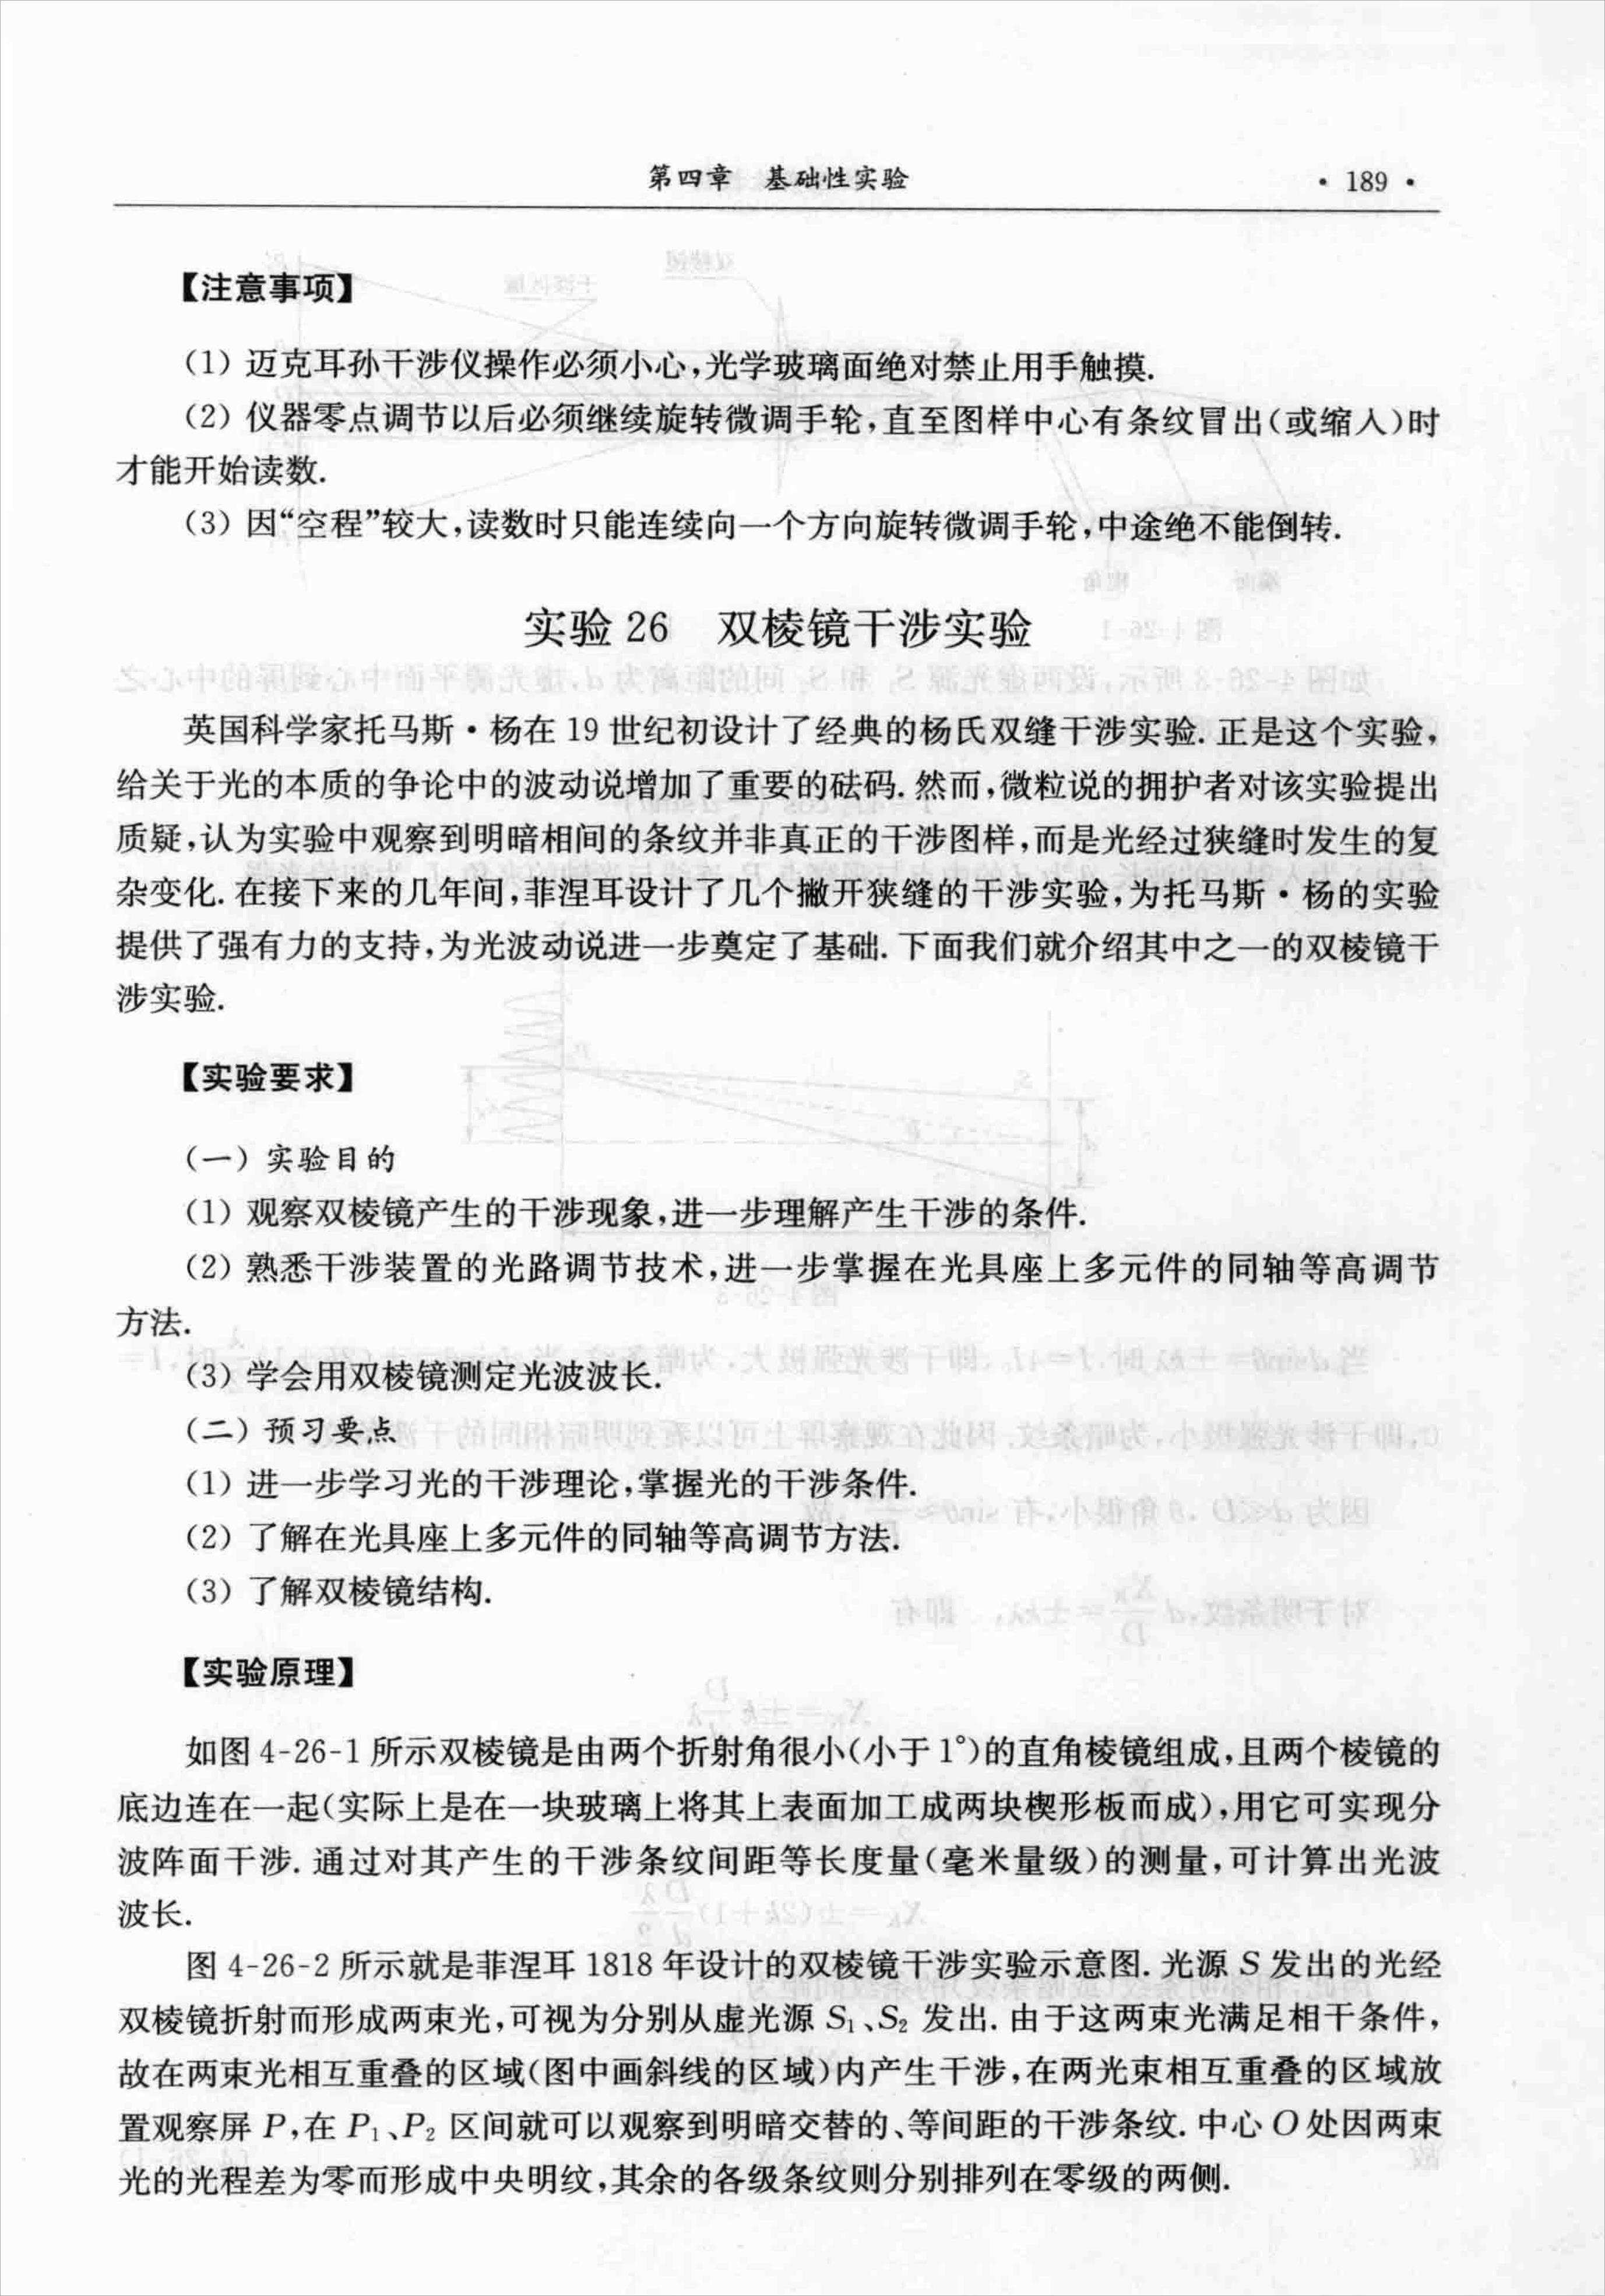 第四章 基础性实验 · 189 ·
【注意事项】
(1) 迈克耳孙干涉仪操作必须小心,光学玻璃面绝对禁止用手触摸.
(2) 仪器零点调节以后必须继续旋转微调手轮,直至图样中心有条纹冒出(或缩入)时
才能开始读数.
(3) 因“空程”较大,读数时只能连续向一个方向旋转微调手轮,中途绝不能倒转.
实验 26 双棱镜干涉实验
英国科学家托马斯·杨在 19 世纪初设计了经典的杨氏双缝干涉实验. 正是这个实验,
给关于光的本质的争论中的波动说增加了重要的砝码. 然而,微粒说的拥护者对该实验提出
质疑,认为实验中观察到明暗相间的条纹并非真正的干涉图样,而是光经过狭缝时发生的复
杂变化. 在接下来的几年间,菲涅耳设计了几个撇开狭缝的干涉实验,为托马斯·杨的实验
提供了强有力的支持,为光波动说进一步奠定了基础. 下面我们就介绍其中之一的双棱镜干
涉实验.
【实验要求】
(一) 实验目的
(1) 观察双棱镜产生的干涉现象,进一步理解产生干涉的条件.
(2) 熟悉干涉装置的光路调节技术,进一步掌握在光具座上多元件的同轴等高调节
方法.
(3) 学会用双棱镜测定光波波长.
(二) 预习要点
(1) 进一步学习光的干涉理论,掌握光的干涉条件.
(2) 了解在光具座上多元件的同轴等高调节方法.
(3) 了解双棱镜结构.
【实验原理】
如图 4-26-1 所示双棱镜是由两个折射角很小(小于 1°)的直角棱镜组成,且两个棱镜的
底边连在一起(实际上是在一块玻璃上将其上表面加工成两块楔形板而成),用它可实现分
波阵面干涉. 通过对其产生的干涉条纹间距等长度量(毫米量级)的测量,可计算出光波
波长.
图 4-26-2 所示就是菲涅耳 1818 年设计的双棱镜干涉实验示意图. 光源 S 发出的光经
双棱镜折射而形成两束光,可视为分别从虚光源 S₁、S₂ 发出. 由于这两束光满足相干条件,
故在两束光相互重叠的区域(图中画斜线的区域)内产生干涉,在两光束相互重叠的区域放
置观察屏 P,在 P₁、P₂ 区间就可以观察到明暗交替的、等间距的干涉条纹. 中心 O 处因两束
光的光程差为零而形成中央明纹,其余的各级条纹则分别排列在零级的两侧.